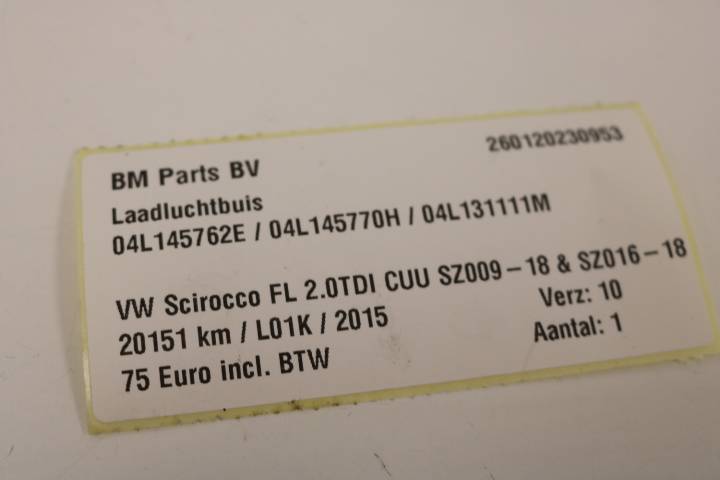 260120230953
BM Parts BV
Laadluchtbuis
04L145762E / 04L145770H / 04L131111M
VW Scirocco FL 2.0TDI CUU SZ009-18 & SZ016-18
20151 km / L01K / 2015 Verz: 10
75 Euro incl. BTW Aantal: 1